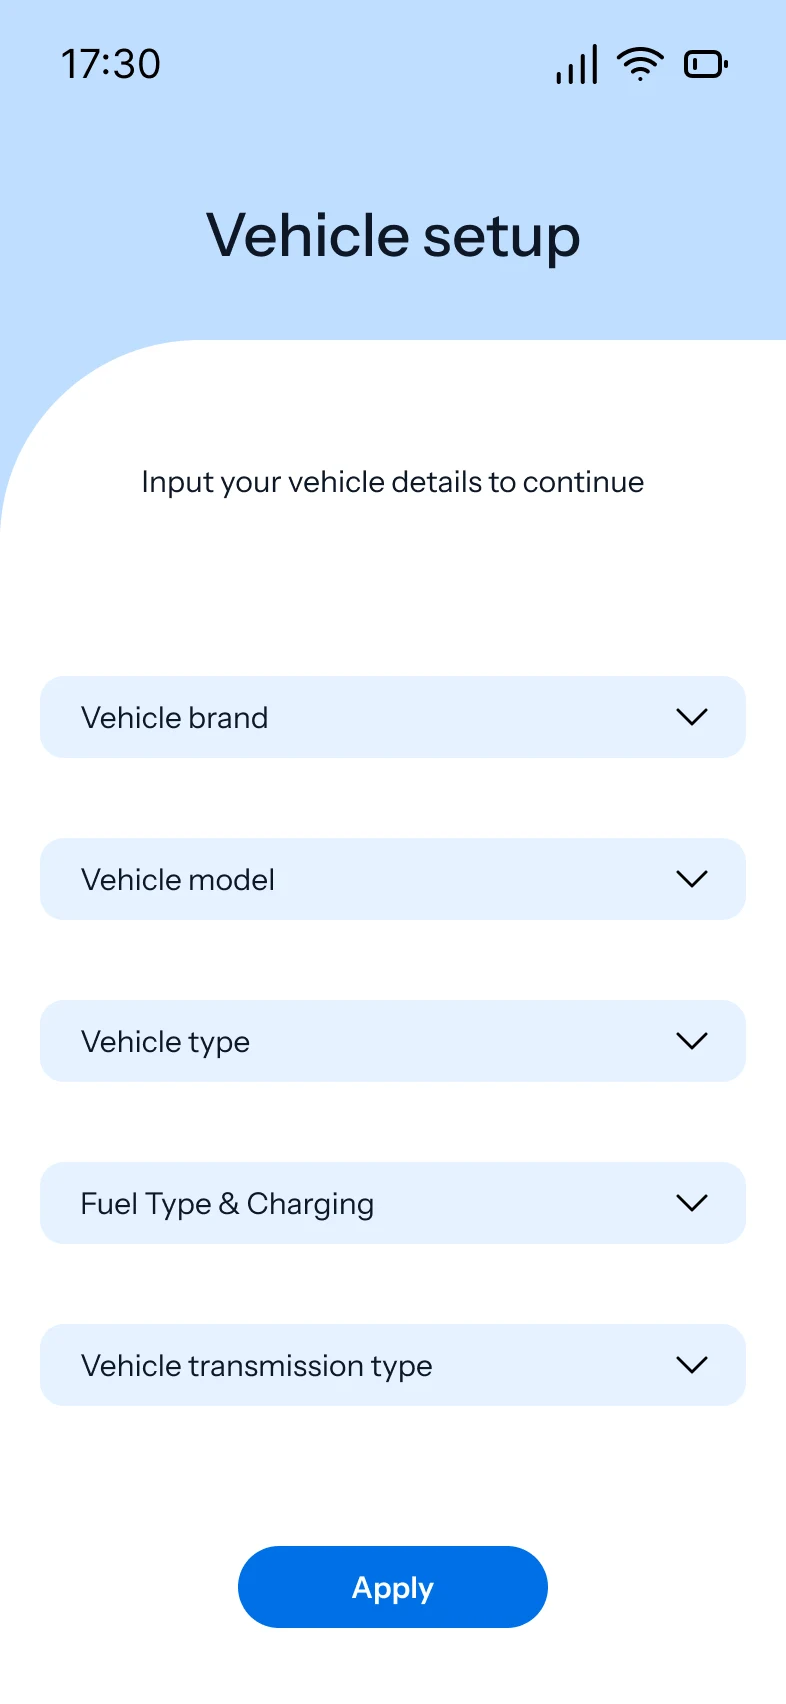 17:30
Vehicle setup
Input your vehicle details to continue
Vehicle brand
Vehicle model
Vehicle type
Fuel Type & Charging
Vehicle transmission type
Apply